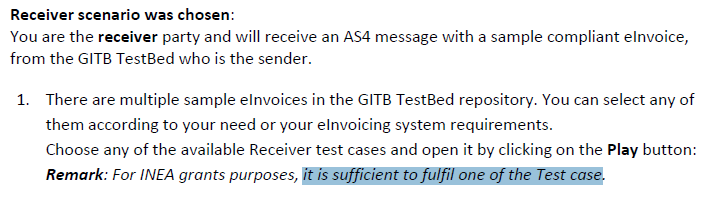 Receiver scenario was chosen:
You are the receiver party and will receive an AS4 message with a sample compliant eInvoice,
from the GITB TestBed who is the sender.
1. There are multiple sample eInvoices in the GITB TestBed repository. You can select any of
them according to your need or your eInvoicing system requirements.
Choose any of the available Receiver test cases and open it by clicking on the Play button:
Remark: For INEA grants purposes, it is sufficient to fulfil one of the Test case.